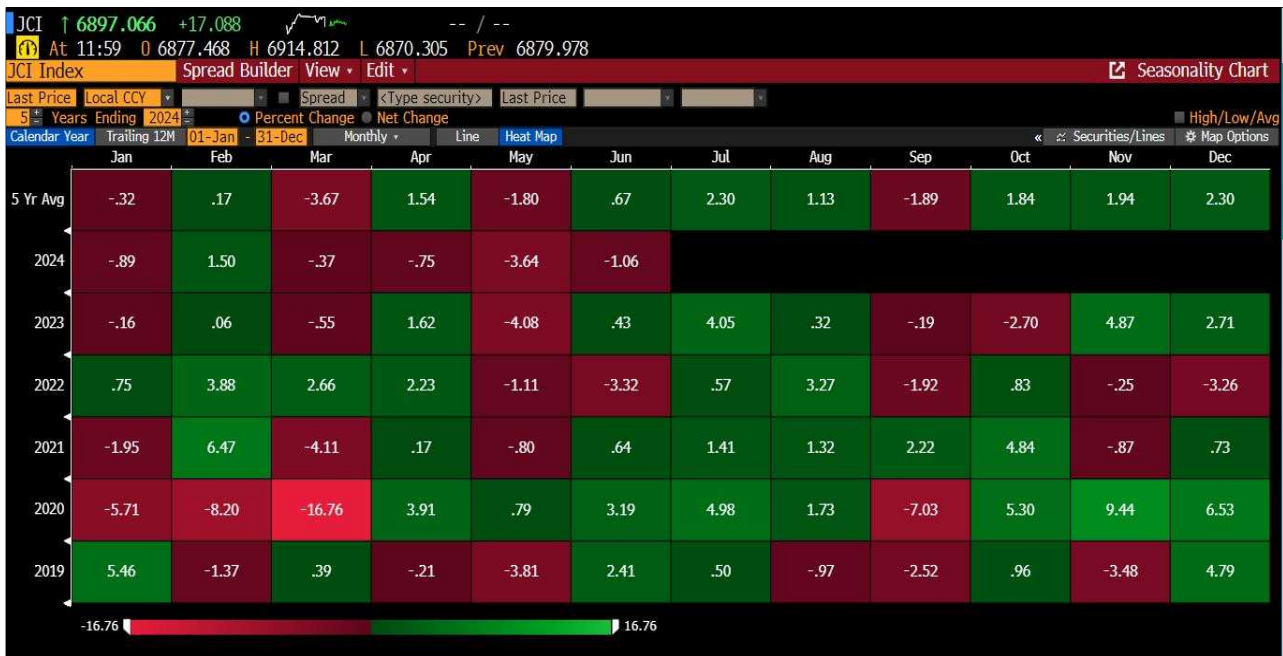 JCI ↑ 6897.066 +17.088 -- / --
At 11:59 O 6877.468 H 6914.812 L 6870.305 Prev 6879.978
JCI Index Spread Builder View Edit Seasonality Chart
Last Price Local CCY Spread <Type security> Last Price
5 Years Ending 2024 Percent Change Net Change High/Low/Avg
Calendar Year Trailing 12M 01-Jan - 31-Dec Monthly Line Heat Map « Securities/Lines Map Options
Jan Feb Mar Apr May Jun Jul Aug Sep Oct Nov Dec
5 Yr Avg -.32 .17 -3.67 1.54 -1.80 .67 2.30 1.13 -1.89 1.84 1.94 2.30
2024 -.89 1.50 -.37 -.75 -3.64 -1.06
2023 -.16 .06 -.55 1.62 -4.08 .43 4.05 .32 -.19 -2.70 4.87 2.71
2022 .75 3.88 2.66 2.23 -1.11 -3.32 .57 3.27 -1.92 .83 -.25 -3.26
2021 -1.95 6.47 -4.11 .17 -.80 .64 1.41 1.32 2.22 4.84 -.87 .73
2020 -5.71 -8.20 -16.76 3.91 .79 3.19 4.98 1.73 -7.03 5.30 9.44 6.53
2019 5.46 -1.37 .39 -.21 -3.81 2.41 .50 -.97 -2.52 .96 -3.48 4.79
-16.76 16.76